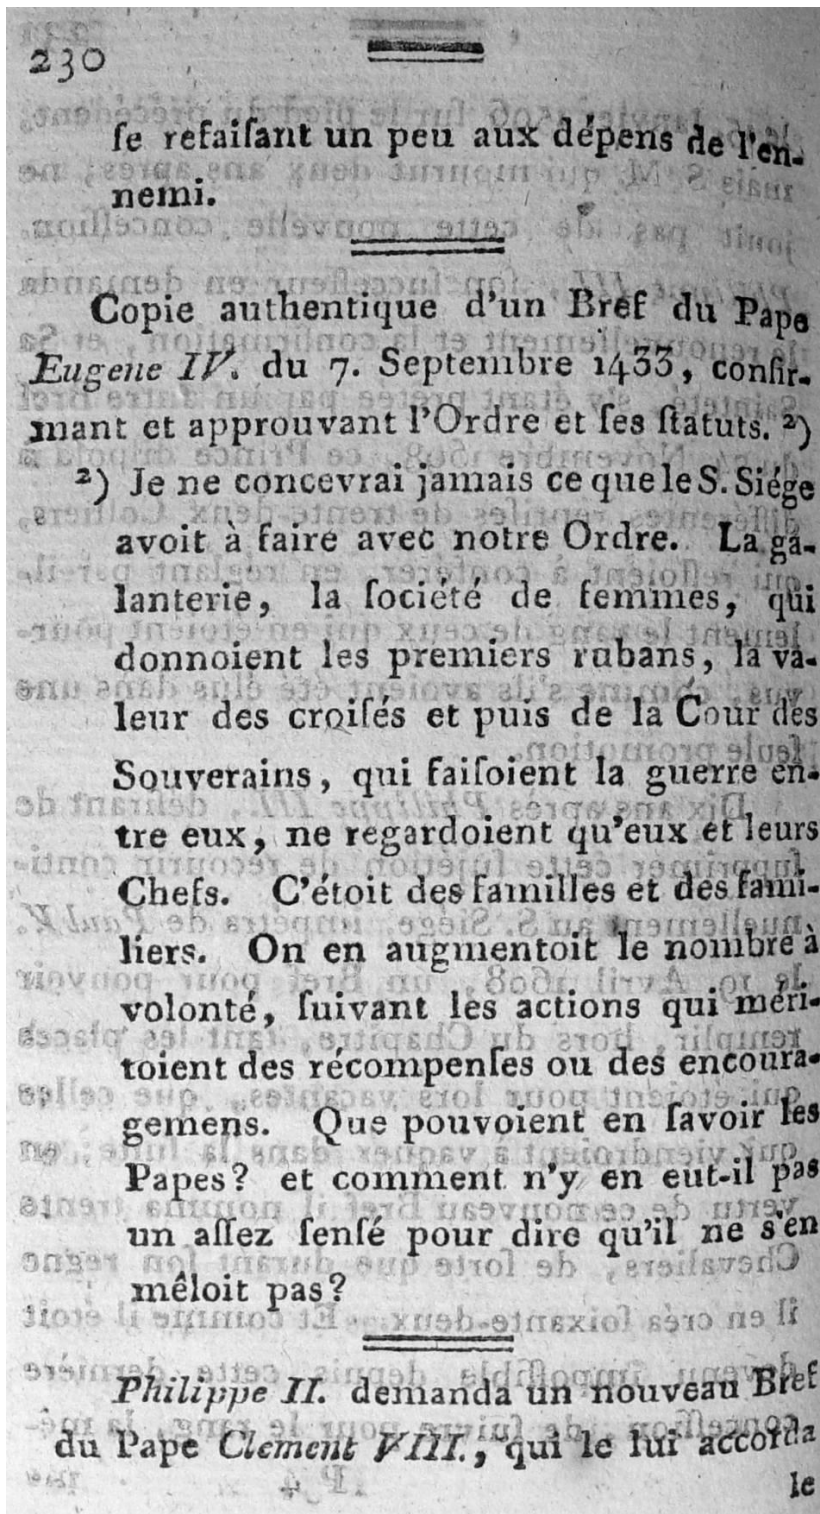 230
ſe refaiſant un peu aux dépens de l'en-
nemi.
Copie authentique d'un Bref du Pape
Eugene IV. du 7. Septembre 1433, confir-
mant et approuvant l'Ordre et ſes ſtatuts. ²)
²) Je ne concevrai jamais ce que le S. Siége
avoit à faire avec notre Ordre. La ga-
lanterie, la ſociété de femmes, qui
donnoient les premiers rubans, la va-
leur des croiſés et puis de la Cour des
Souverains, qui faiſoient la guerre en-
tre eux, ne regardoient qu'eux et leurs
Chefs. C'étoit des familles et des fami-
liers. On en augmentoit le nombre à
volonté, ſuivant les actions qui méri-
toient des récompenſes ou des encoura-
gemens. Que pouvoient en ſavoir les
Papes? et comment n'y en eut-il pas
un aſſez ſenſé pour dire qu'il ne s'en
mêloit pas?
Philippe II. demanda un nouveau Bref
du Pape Clement VIII., qui le lui accorda
le